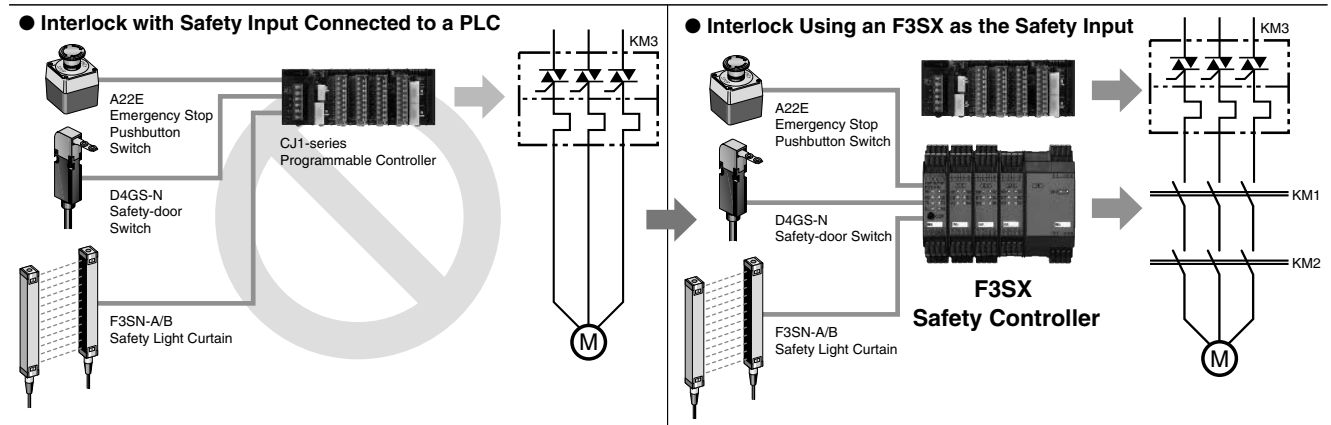 ● Interlock with Safety Input Connected to a PLC
KM3
A22E
Emergency Stop
Pushbutton
Switch
CJ1-series
Programmable Controller
D4GS-N
Safety-door
Switch
F3SN-A/B
Safety Light Curtain
M
● Interlock Using an F3SX as the Safety Input
KM3
A22E
Emergency Stop
Pushbutton Switch
D4GS-N
Safety-door Switch
KM1
KM2
F3SX
Safety Controller
F3SN-A/B
Safety Light Curtain
M